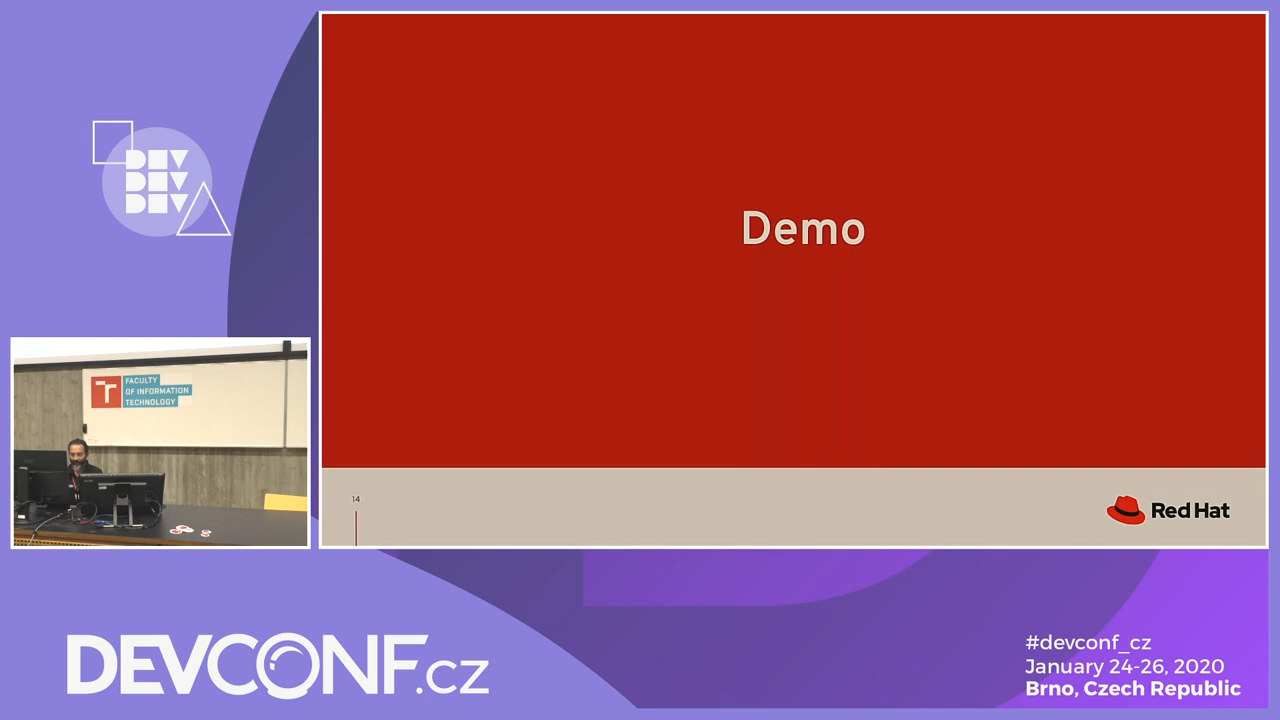 DEV
DEV
DEV
Demo
FACULTY
OF INFORMATION
TECHNOLOGY
14
Red Hat
DEVCONF.cz
#devconf_cz
January 24-26, 2020
Brno, Czech Republic